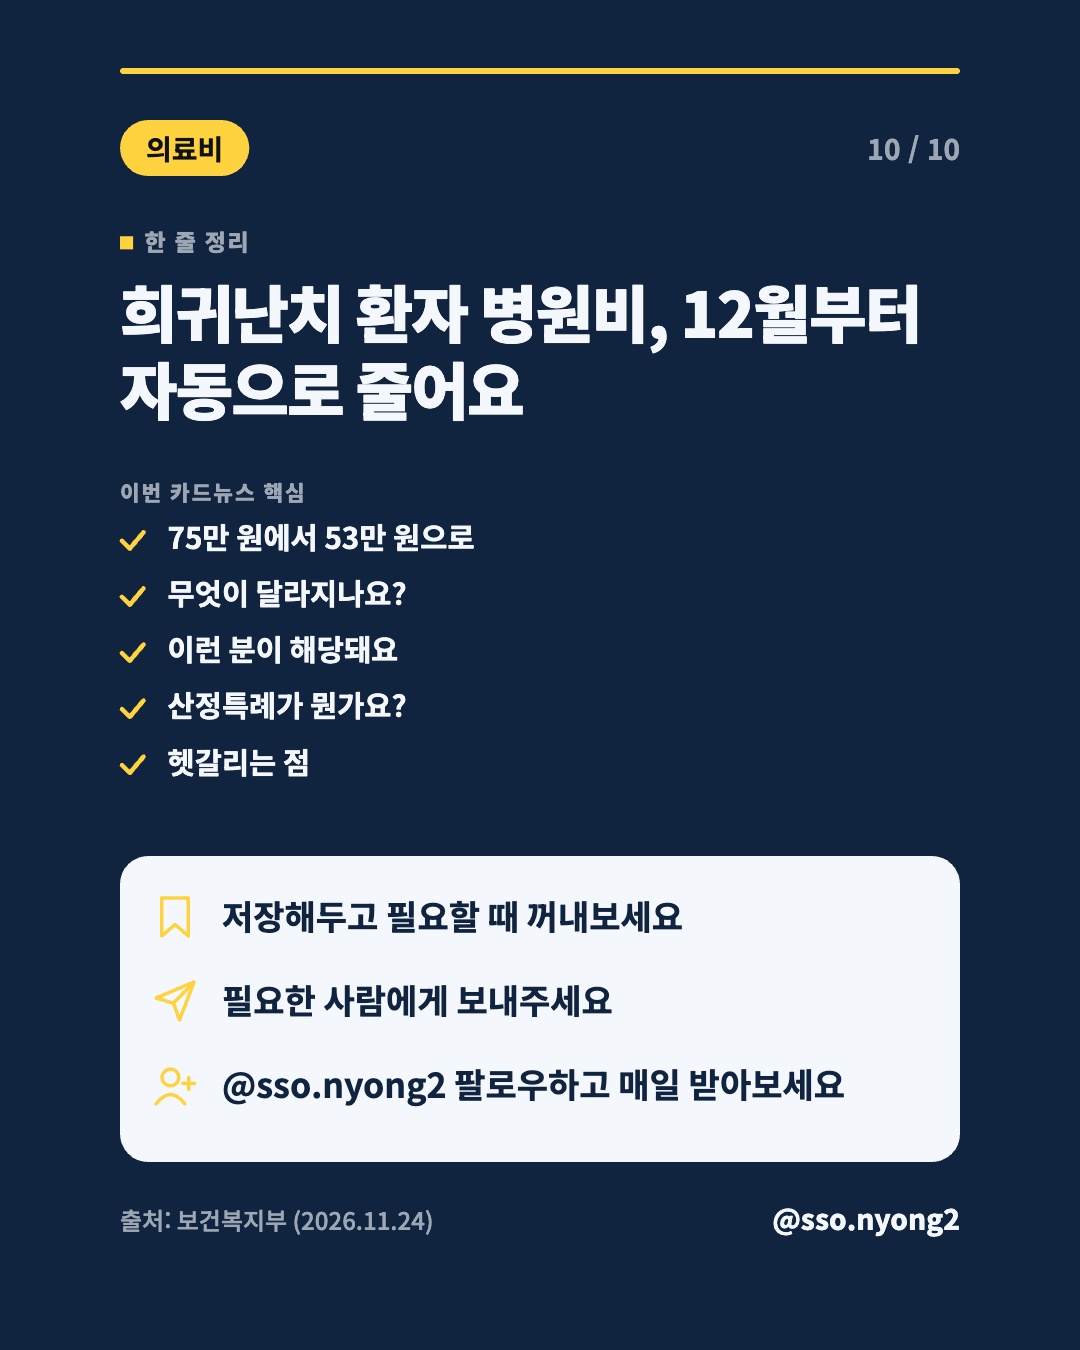 의료비
10 / 10
한 줄 정리
희귀난치 환자 병원비, 12월부터
자동으로 줄어요
이번 카드뉴스 핵심
75만 원에서 53만 원으로
무엇이 달라지나요?
이런 분이 해당돼요
산정특례가 뭔가요?
헷갈리는 점
저장해두고 필요할 때 꺼내보세요
필요한 사람에게 보내주세요
@sso.nyong2 팔로우하고 매일 받아보세요
출처: 보건복지부 (2026.11.24)
@sso.nyong2